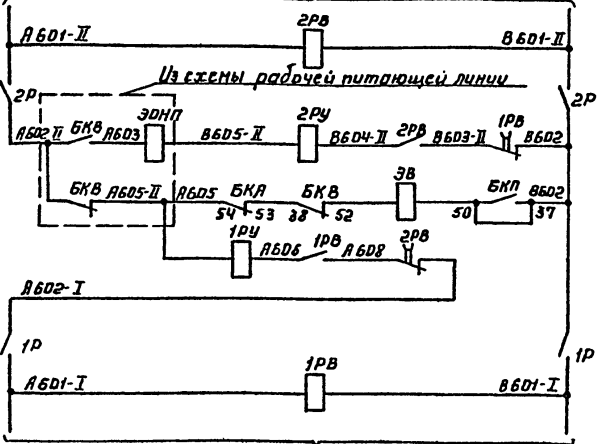 А601-II 2РВ В601-II
Из схемы рабочей питающей линии
2Р 2Р
А602-II БКВ А603 ЭОНП В605-II 2РУ В604-II 2РВ В603-II 1РВ В602
БКВ А605-II А605 БКА БКВ ЭВ БКП В602
54 53 38 52 50 37
1РУ А606 1РВ А608 2РВ
А602-I
1Р 1Р
А601-I 1РВ В601-I